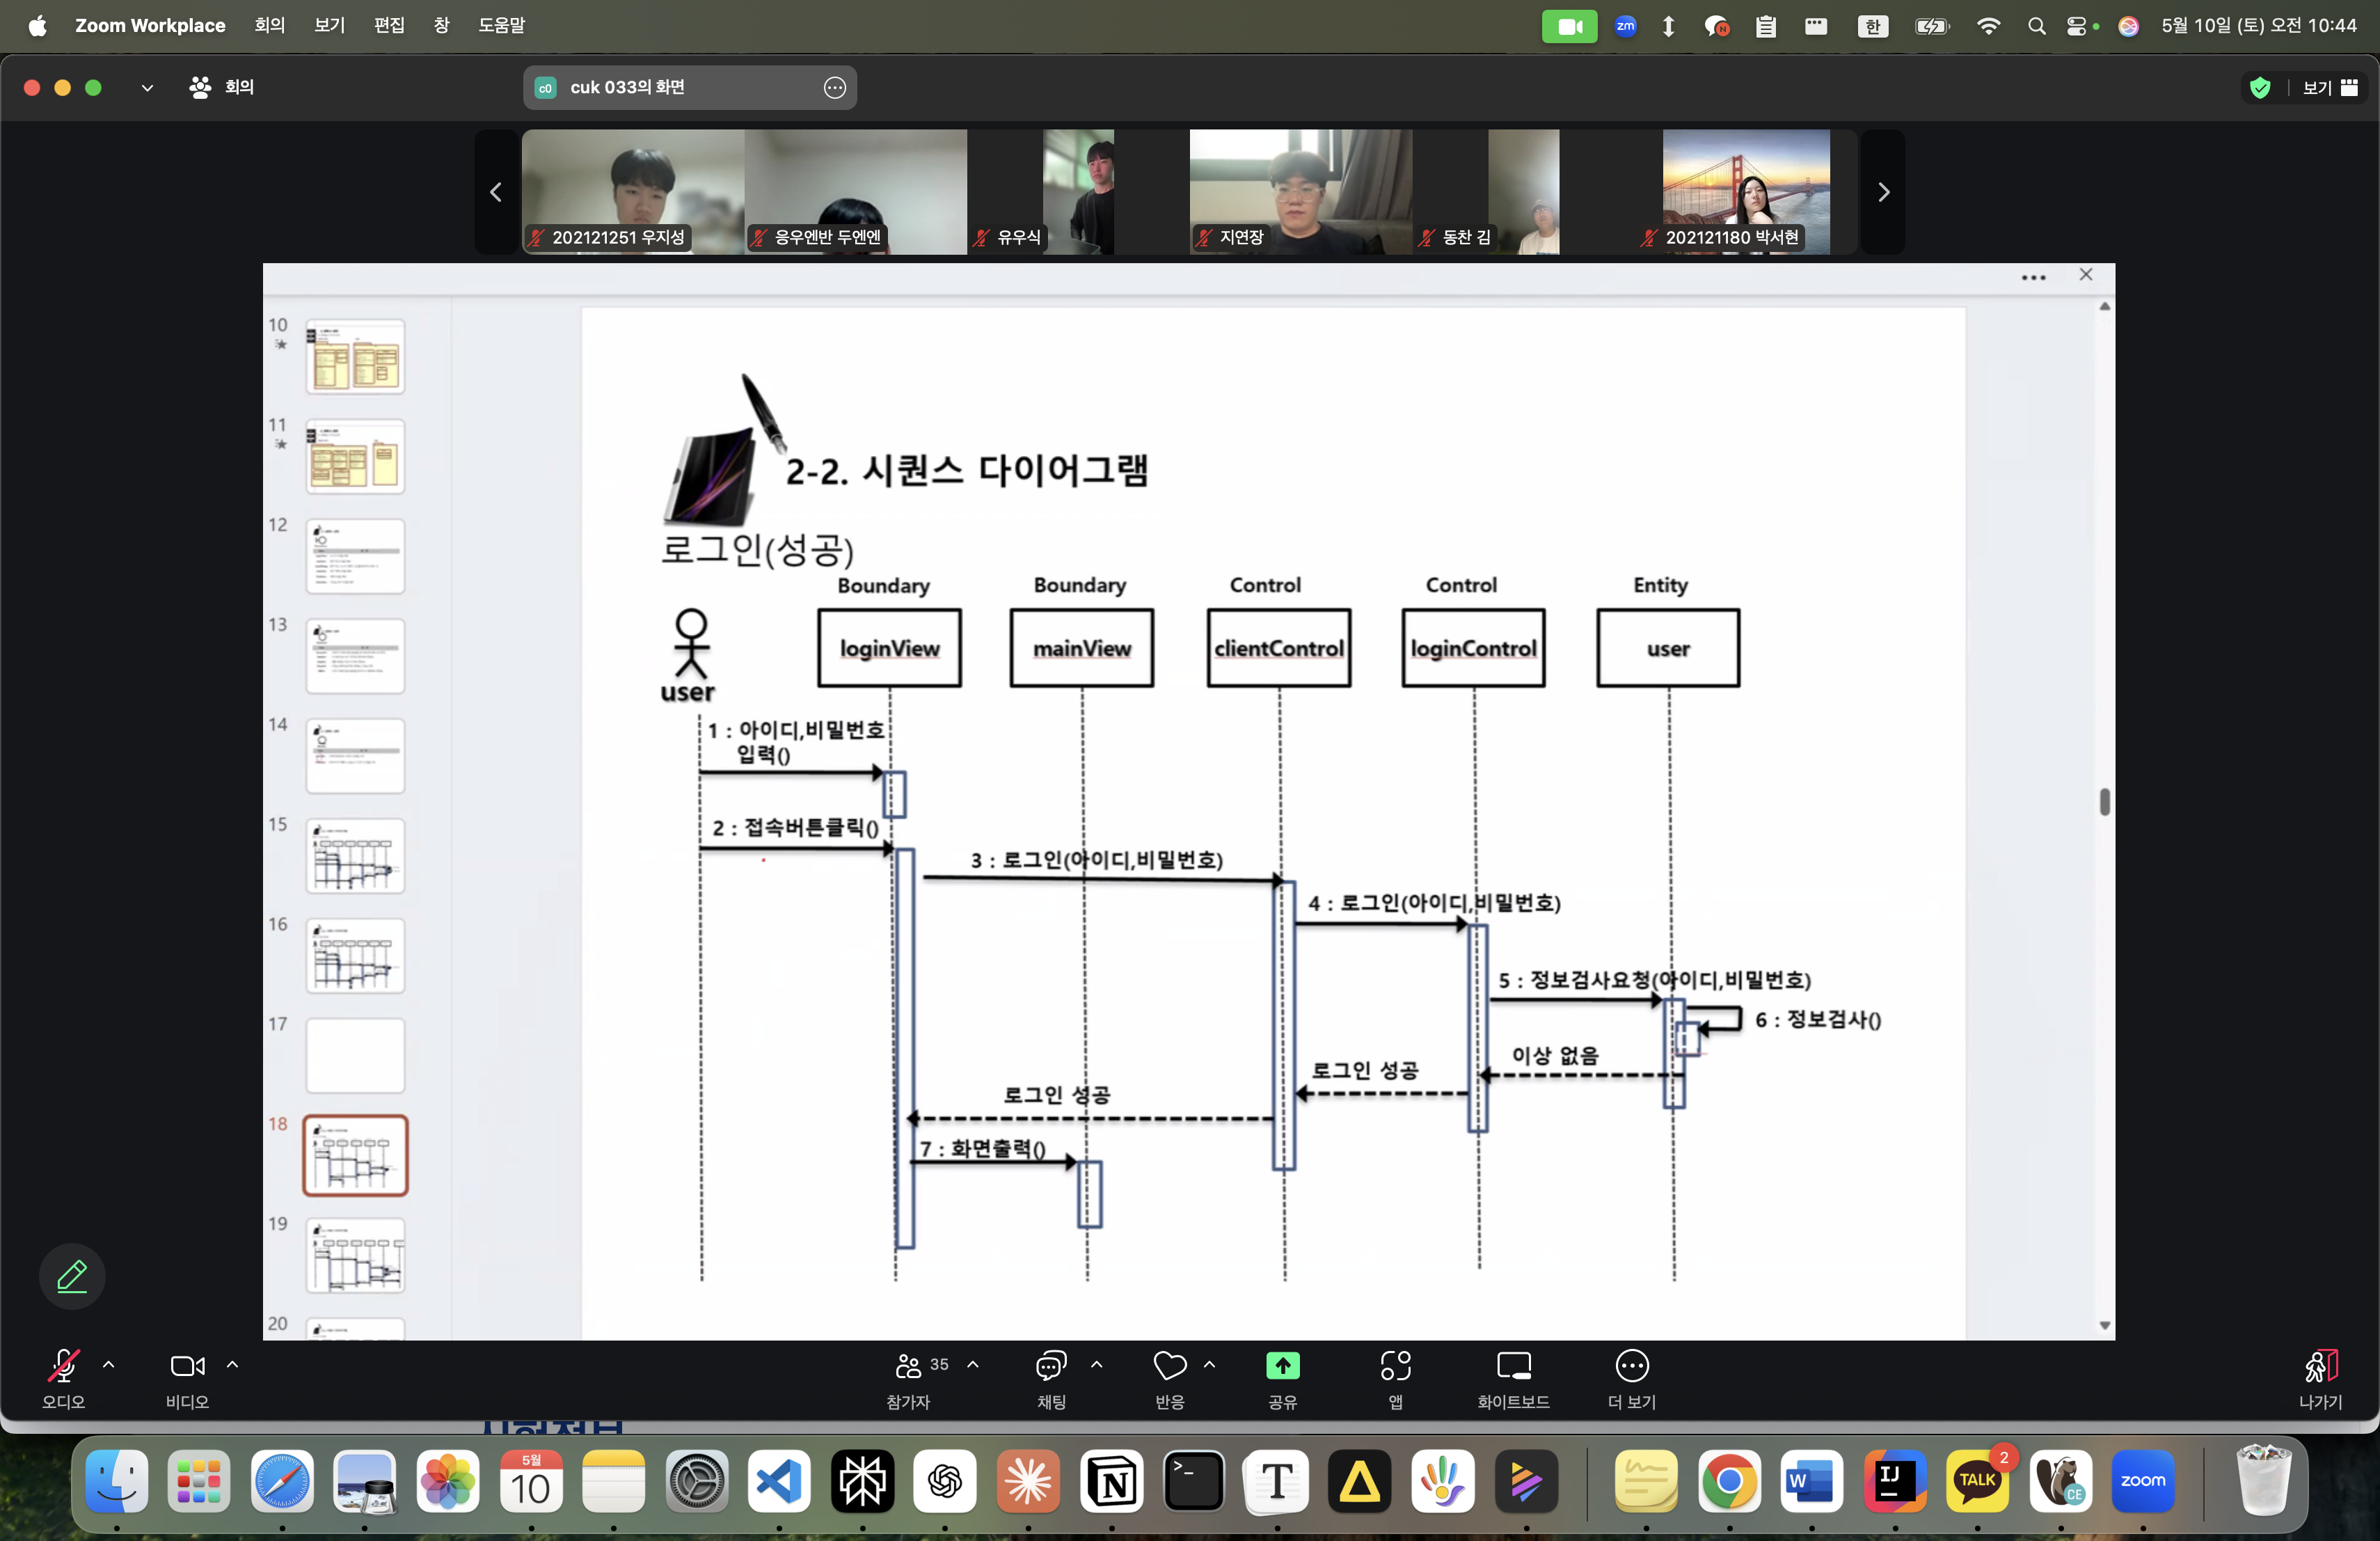 Zoom Workplace 회의 보기 편집 창 도움말
zm
N
한
5월 10일 (토) 오전 10:44
회의
c0 cuk 033의 화면
보기
202121251 우지성
응우엔반 두엔엔
유우식
지연장
동찬 김
202121180 박서현
10
11
12
13
14
15
16
17
18
19
20
2-2. 시퀀스 다이어그램
로그인(성공)
Boundary Boundary Control Control Entity
user
loginView mainView clientControl loginControl user
1 : 아이디,비밀번호
입력()
2 : 접속버튼클릭()
3 : 로그인(아이디,비밀번호)
4 : 로그인(아이디,비밀번호)
5 : 정보검사요청(아이디,비밀번호)
6 : 정보검사()
이상 없음
로그인 성공
로그인 성공
7 : 화면출력()
오디오
비디오
35
참가자
채팅
반응
공유
앱
화이트보드
더 보기
나가기
5월
10
N
>_
T
W
IJ
TALK
2
CE
zoom